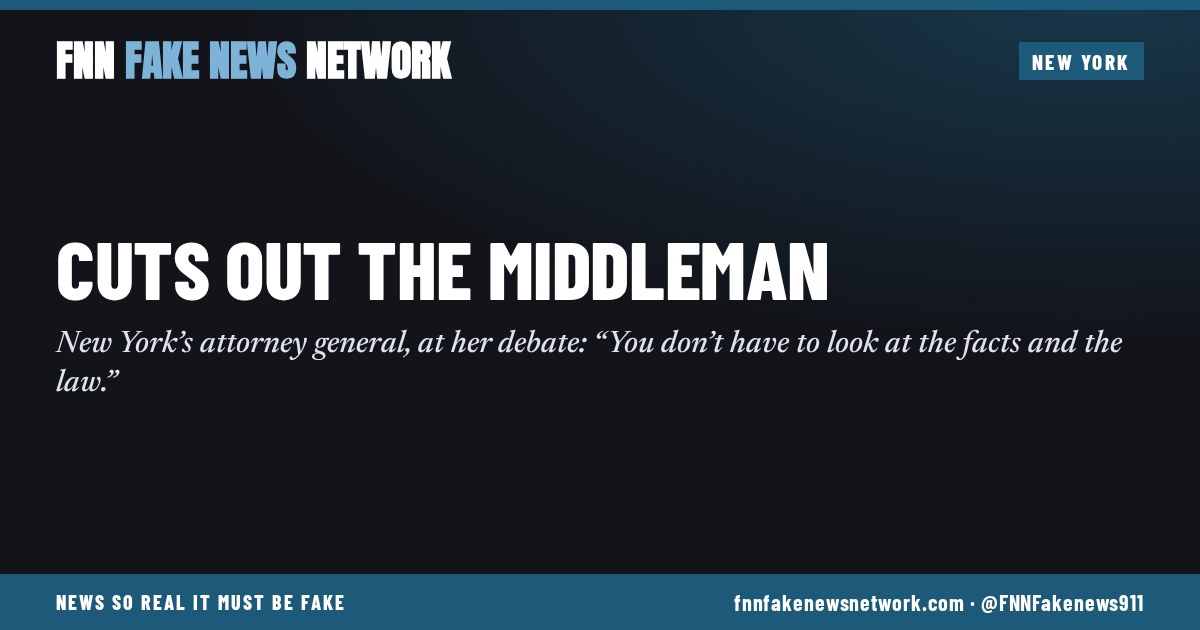 FNN FAKE NEWS NETWORK
NEW YORK
CUTS OUT THE MIDDLEMAN
New York’s attorney general, at her debate: “You don’t have to look at the facts and the
law.”
NEWS SO REAL IT MUST BE FAKE
fnnfakenewsnetwork.com · @FNNFakenews911